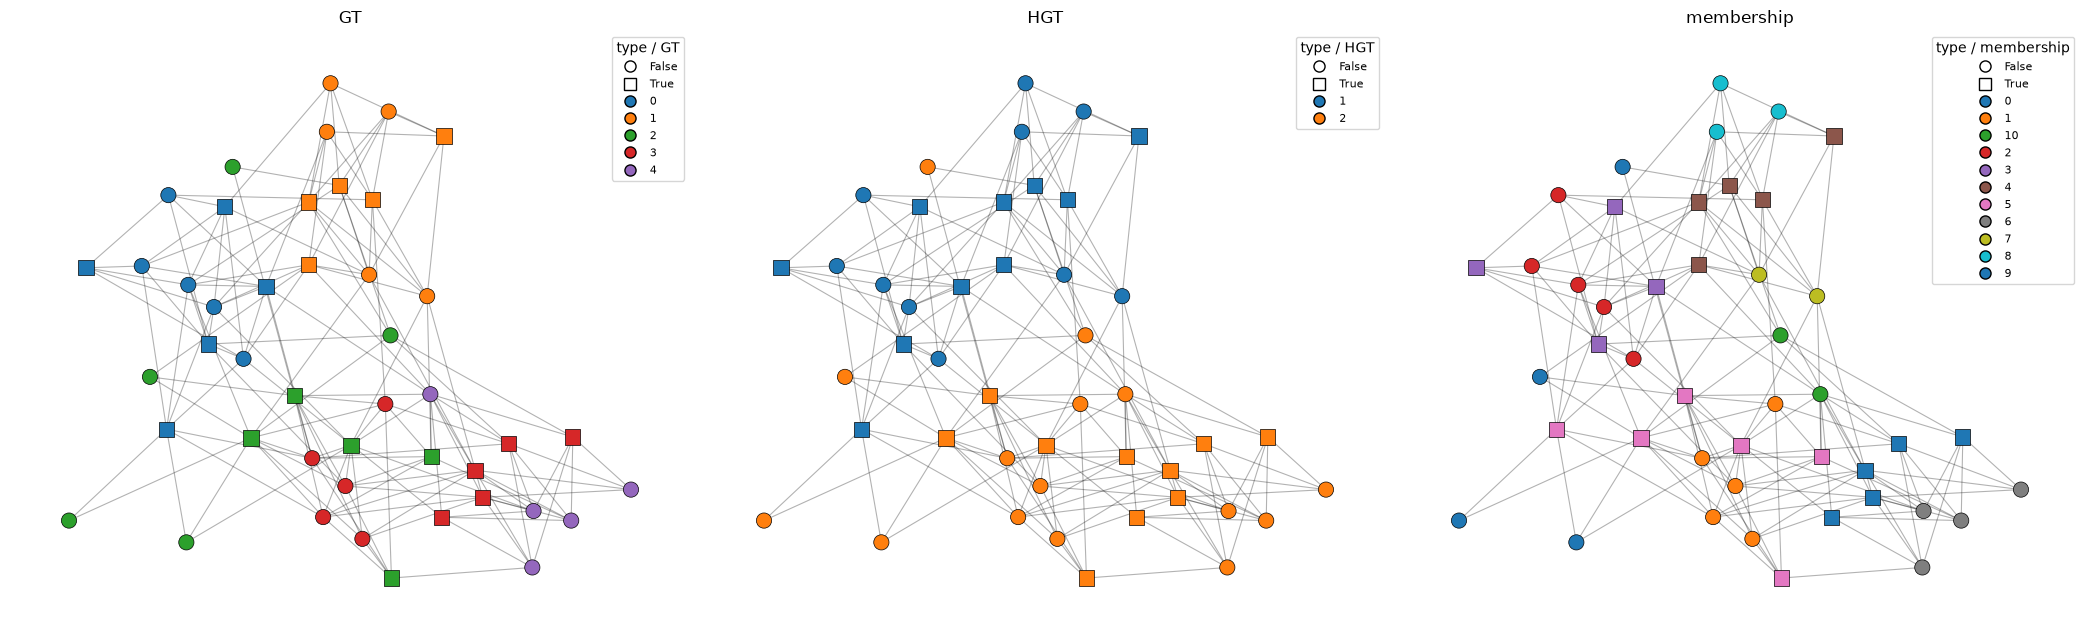 GT
type / GT
False
True
0
1
2
3
4
HGT
type / HGT
False
True
1
2
membership
type / membership
False
True
0
1
10
2
3
4
5
6
7
8
9